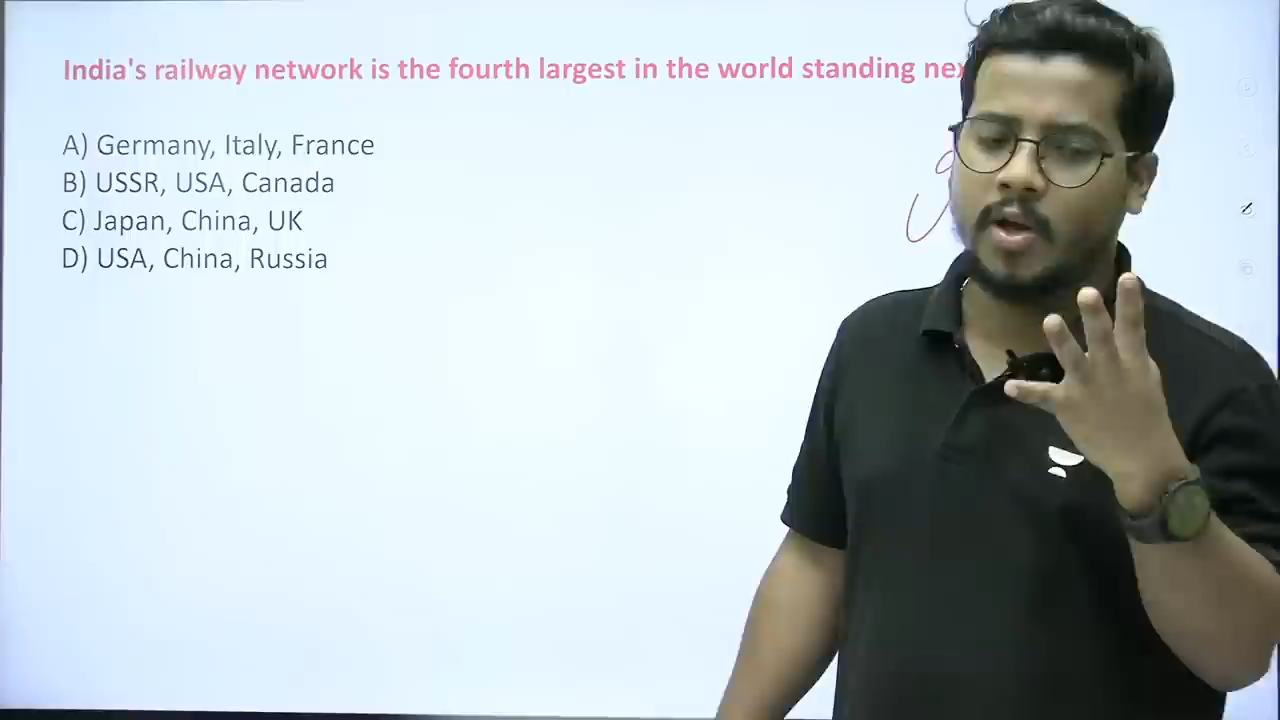 India's railway network is the fourth largest in the world standing
A) Germany, Italy, France
B) USSR, USA, Canada
C) Japan, China, UK
D) USA, China, Russia